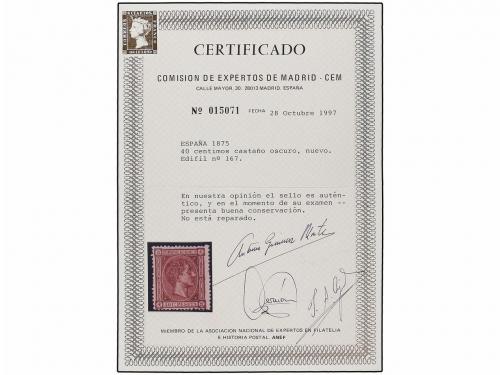 CERTIFICADO
COMISION DE EXPERTOS DE MADRID - CEM
CALLE MAYOR, 30. 28013 MADRID. ESPAÑA
Nº 015071 FECHA 28 Octubre 1997
ESPAÑA 1875
40 centimos castaño oscuro, nuevo.
Edifil nº 167.
En nuestra opinión el sello es autén-
tico, y en el momento de su examen --
presenta buena conservación.
No está reparado.
MIEMBRO DE LA ASOCIACION NACIONAL DE EXPERTOS EN FILATELIA
E HISTORIA POSTAL. ANEF